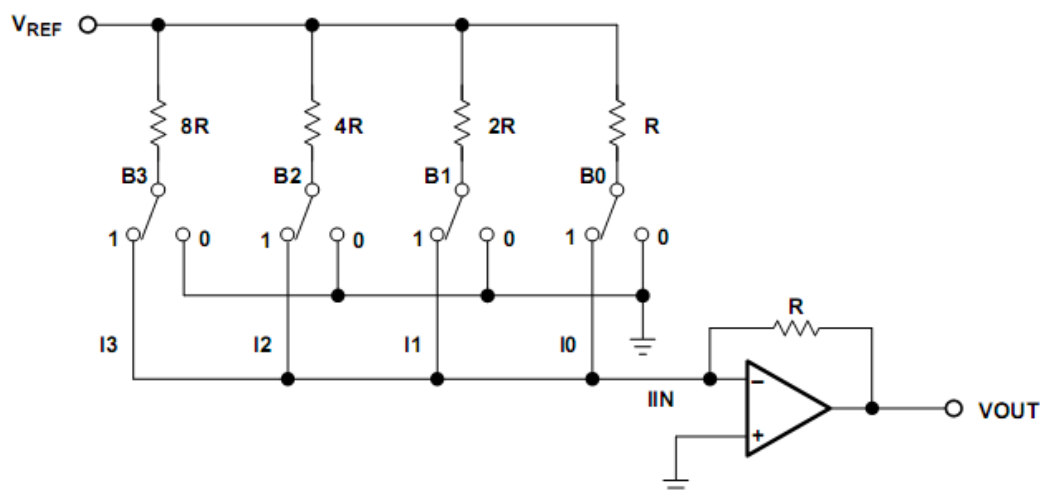 VREF
8R 4R 2R R
B3 B2 B1 B0
1 0 1 0 1 0 1 0
R
I3 I2 I1 I0
IIN
−
+
VOUT